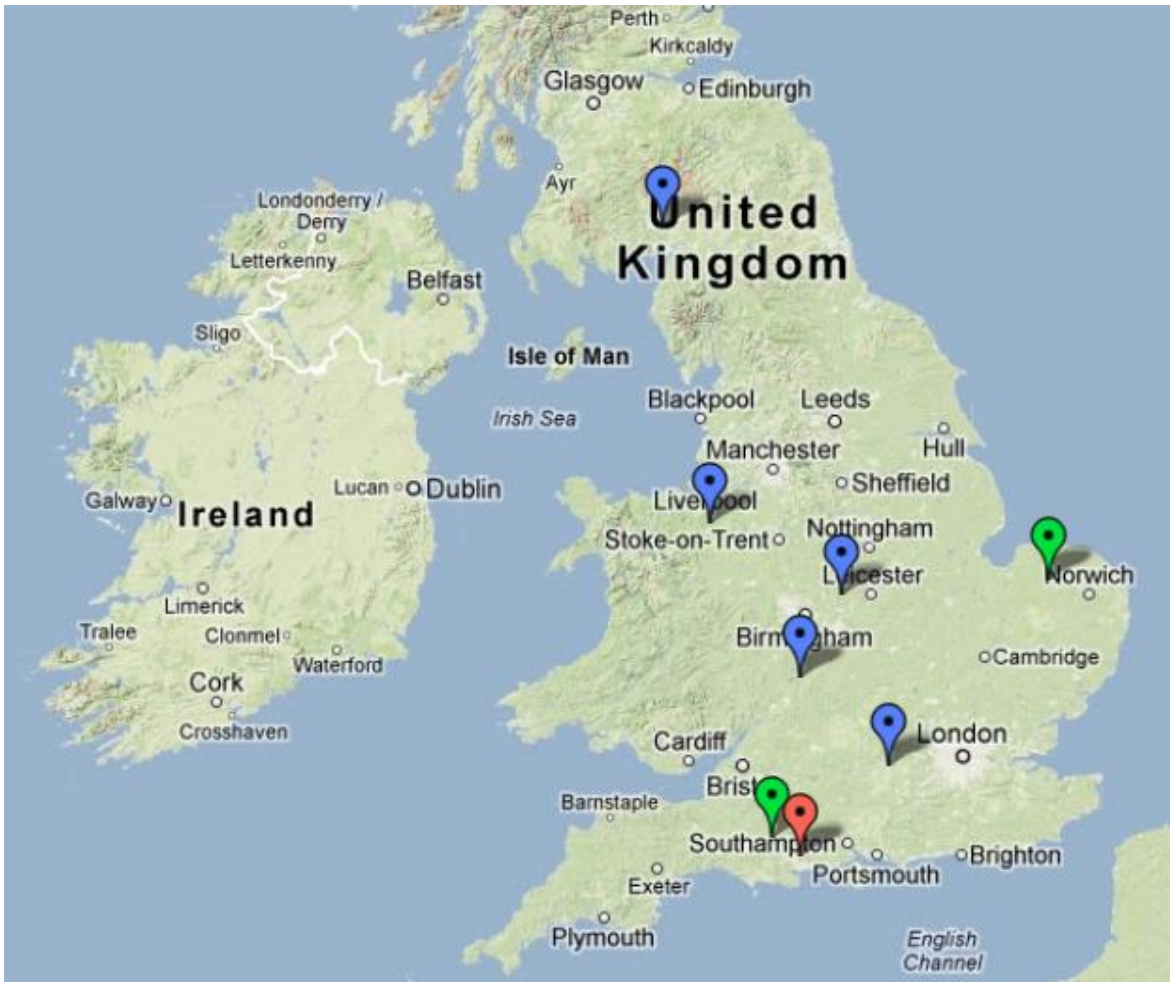 Perth
Kirkcaldy
Glasgow
Edinburgh
Ayr
United
Kingdom
Londonderry /
Derry
Letterkenny
Belfast
Sligo
Isle of Man
Irish Sea
Blackpool
Leeds
Hull
Manchester
Sheffield
Liverpool
Galway
Ireland
Lucan
Dublin
Stoke-on-Trent
Nottingham
Leicester
Norwich
Limerick
Tralee
Clonmel
Waterford
Birmingham
Cambridge
Cork
Crosshaven
Cardiff
London
Brist
Barnstaple
Southampton
Portsmouth
Brighton
Exeter
Plymouth
English
Channel